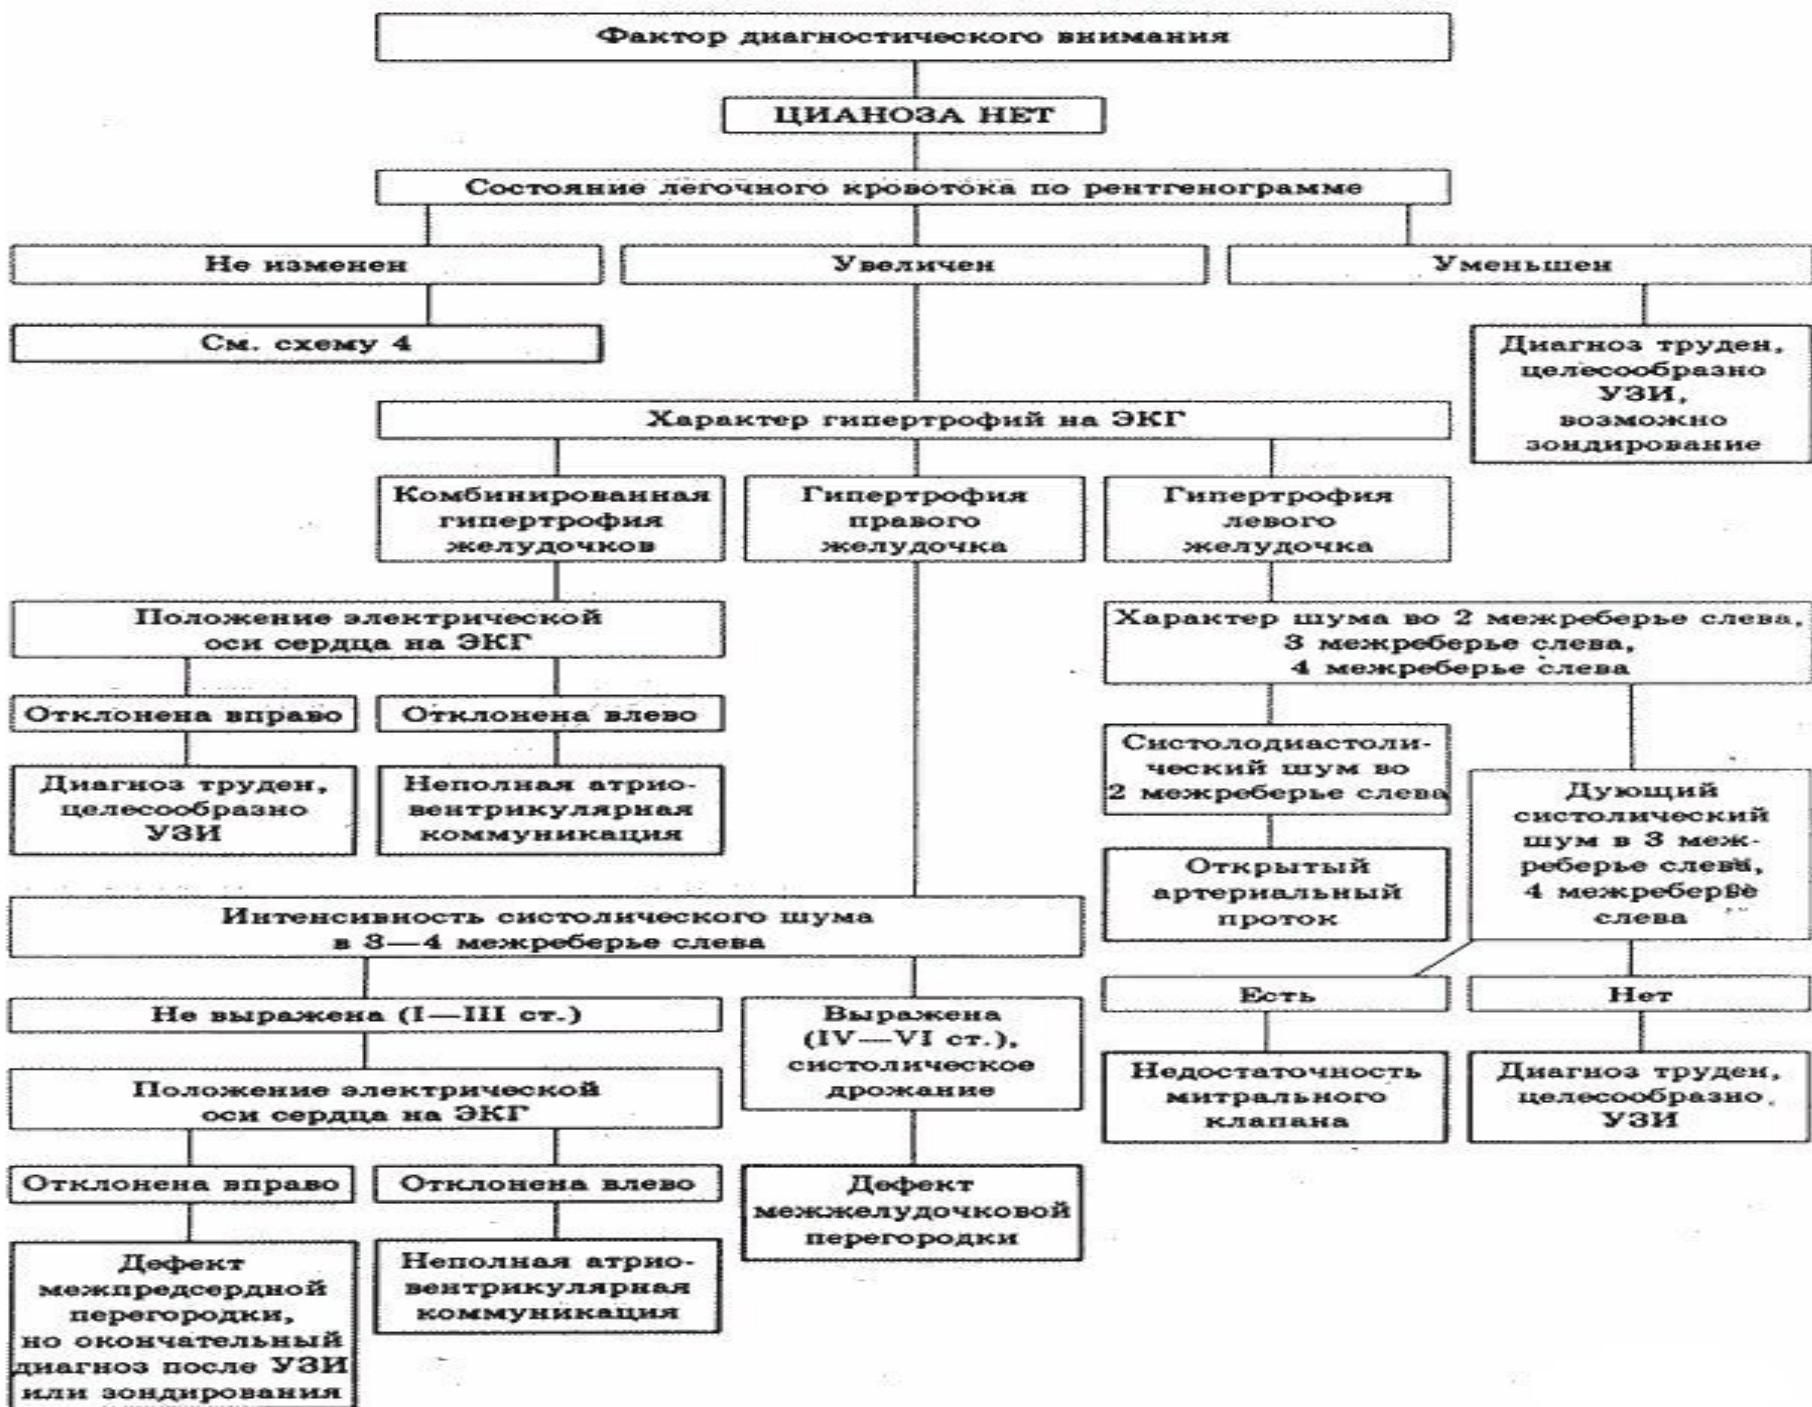 Фактор диагностического внимания
ЦИАНОЗА НЕТ
Состояние легочного кровотока по рентгенограмме
Не изменен
Увеличен
Уменьшен
См. схему 4
Диагноз труден,
целесообразно
УЗИ,
возможно
зондирование
Характер гипертрофий на ЭКГ
Комбинированная
гипертрофия
желудочков
Гипертрофия
правого
желудочка
Гипертрофия
левого
желудочка
Положение электрической
оси сердца на ЭКГ
Характер шума во 2 межреберье слева,
3 межреберье слева,
4 межреберье слева
Отклонена вправо
Отклонена влево
Диагноз труден,
целесообразно
УЗИ
Неполная атрио-
вентрикулярная
коммуникация
Систолодиастоли-
ческий шум во
2 межреберье слева
Дующий
систолический
шум в 3 меж-
реберье слева,
4 межреберье
слева
Открытый
артериальный
проток
Интенсивность систолического шума
в 3—4 межреберье слева
Есть
Нет
Не выражена (I—III ст.)
Выражена
(IV—VI ст.),
систолическое
дрожание
Недостаточность
митрального
клапана
Диагноз труден,
целесообразно
УЗИ
Положение электрической
оси сердца на ЭКГ
Отклонена вправо
Отклонена влево
Дефект
межжелудочковой
перегородки
Дефект
межпредсердной
перегородки,
но окончательный
диагноз после УЗИ
или зондирования
Неполная атрио-
вентрикулярная
коммуникация